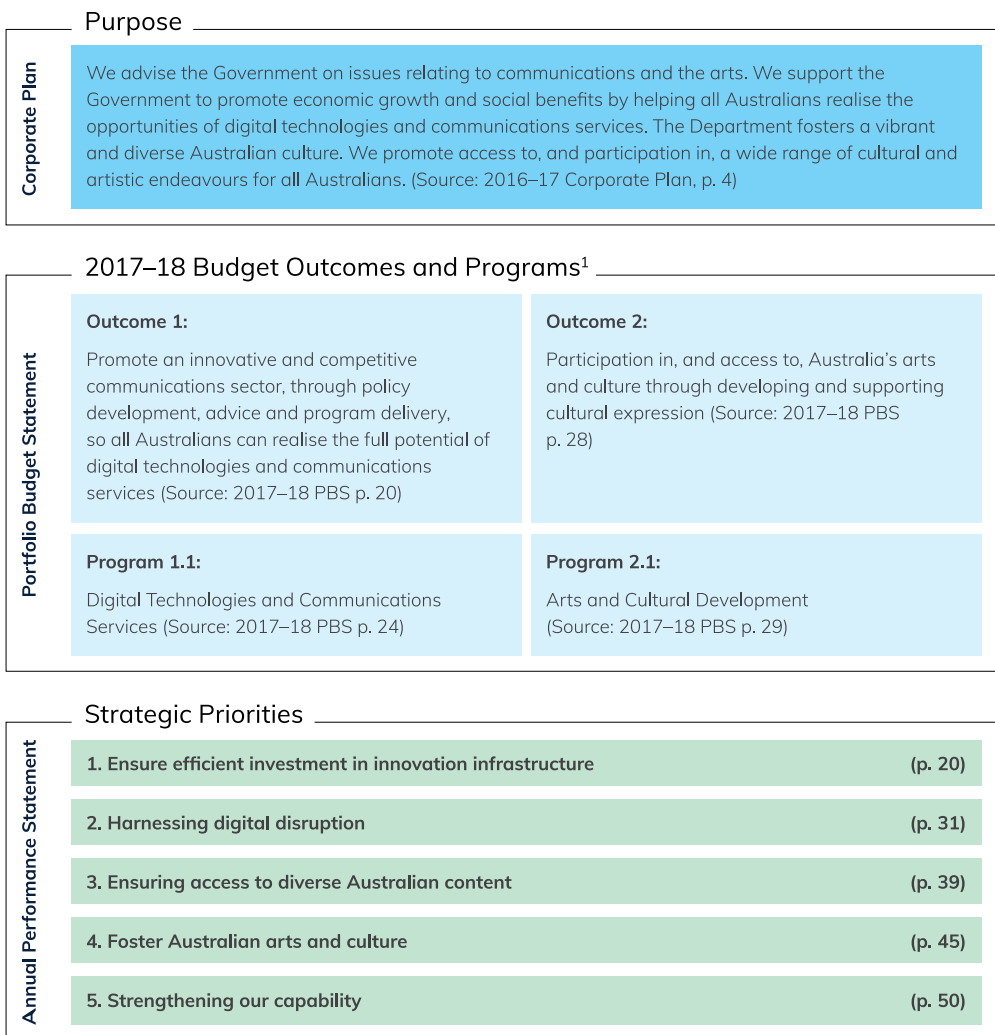 Purpose
Corporate Plan
We advise the Government on issues relating to communications and the arts. We support the
Government to promote economic growth and social benefits by helping all Australians realise the
opportunities of digital technologies and communications services. The Department fosters a vibrant
and diverse Australian culture. We promote access to, and participation in, a wide range of cultural and
artistic endeavours for all Australians. (Source: 2016–17 Corporate Plan, p. 4)
2017–18 Budget Outcomes and Programs¹
Portfolio Budget Statement
Outcome 1:
Promote an innovative and competitive
communications sector, through policy
development, advice and program delivery,
so all Australians can realise the full potential of
digital technologies and communications
services (Source: 2017–18 PBS p. 20)
Outcome 2:
Participation in, and access to, Australia’s arts
and culture through developing and supporting
cultural expression (Source: 2017–18 PBS
p. 28)
Program 1.1:
Digital Technologies and Communications
Services (Source: 2017–18 PBS p. 24)
Program 2.1:
Arts and Cultural Development
(Source: 2017–18 PBS p. 29)
Strategic Priorities
Annual Performance Statement
1. Ensure efficient investment in innovation infrastructure (p. 20)
2. Harnessing digital disruption (p. 31)
3. Ensuring access to diverse Australian content (p. 39)
4. Foster Australian arts and culture (p. 45)
5. Strengthening our capability (p. 50)